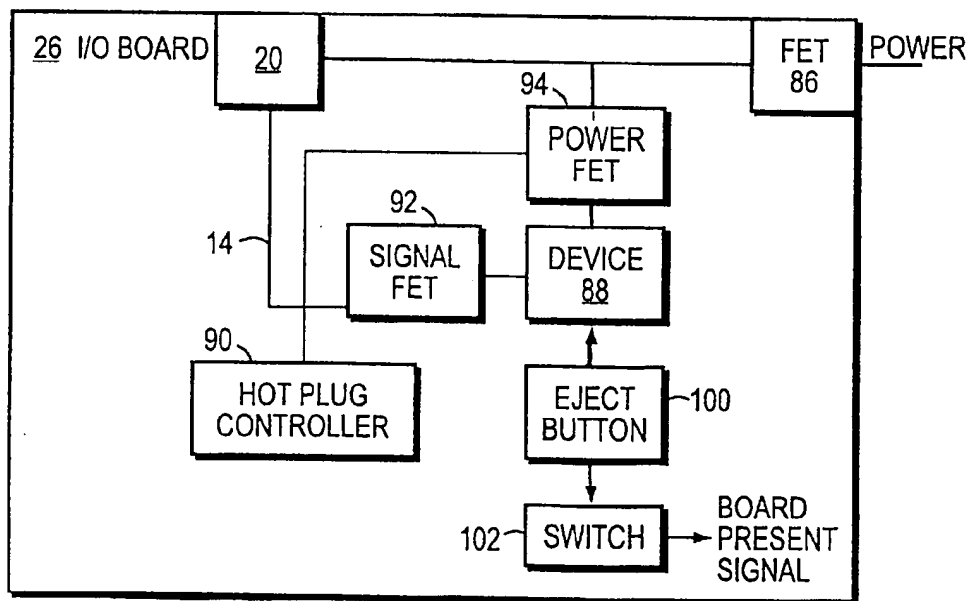 26 I/O BOARD
20
FET
86
POWER
94
POWER
FET
92
14
SIGNAL
FET
DEVICE
88
90
HOT PLUG
CONTROLLER
EJECT
BUTTON
100
102
SWITCH
BOARD
PRESENT
SIGNAL